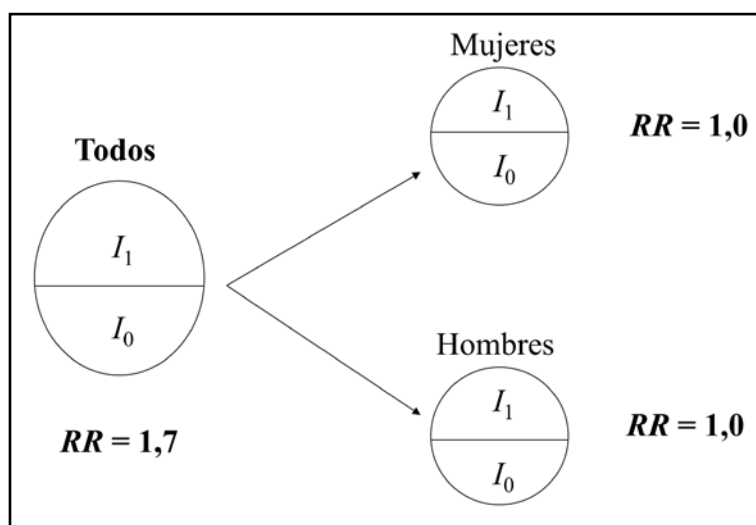 Todos
I₁
I₀
RR = 1,7
Mujeres
I₁
I₀
RR = 1,0
Hombres
I₁
I₀
RR = 1,0